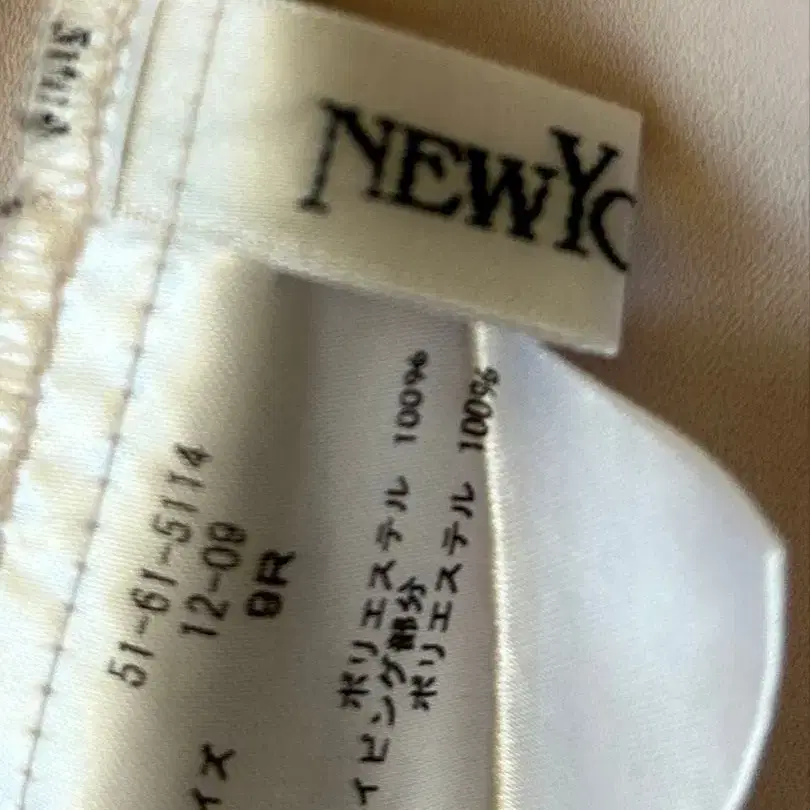 NEWYO
51-61-5114
12-09
9R
イズ
ポリエステル 100%
イピング部分
ポリエステル 100%